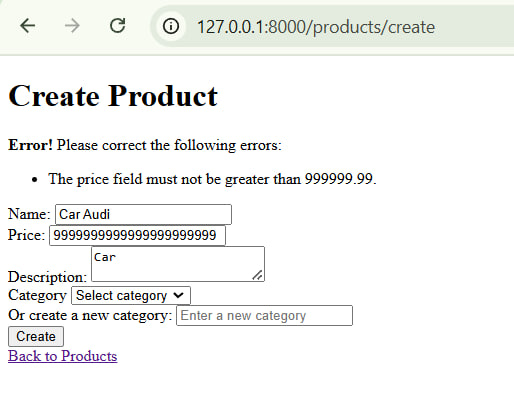 127.0.0.1:8000/products/create
Create Product
Error! Please correct the following errors:
• The price field must not be greater than 999999.99.
Name: Car Audi
Price: 9999999999999999999999
Description: Car
Category Select category
Or create a new category: Enter a new category
Create
Back to Products